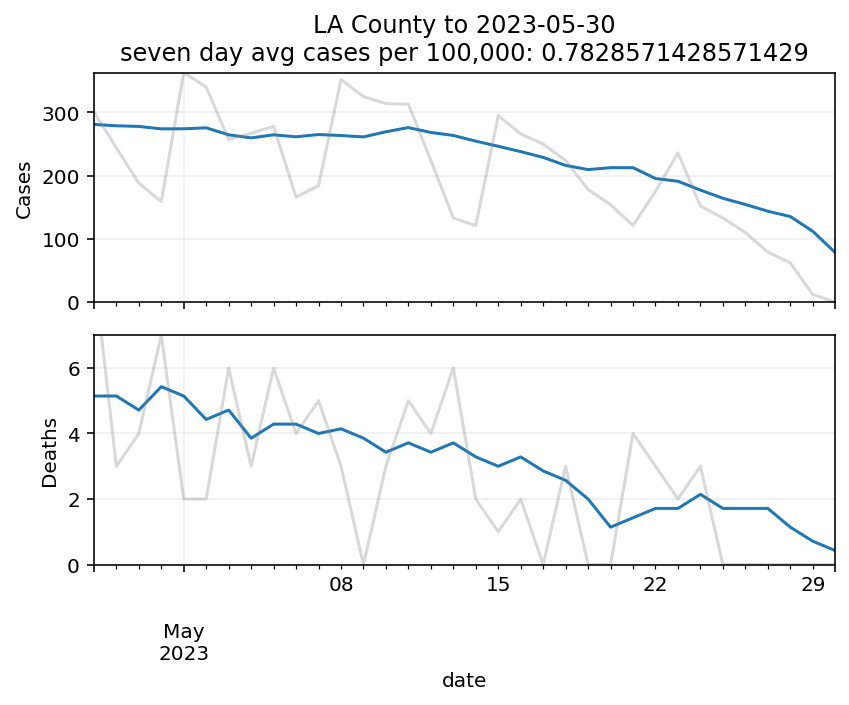 LA County to 2023-05-30
seven day avg cases per 100,000: 0.7828571428571429
300
200
100
0
Cases
6
4
2
0
Deaths
08 15 22 29
May
2023
date